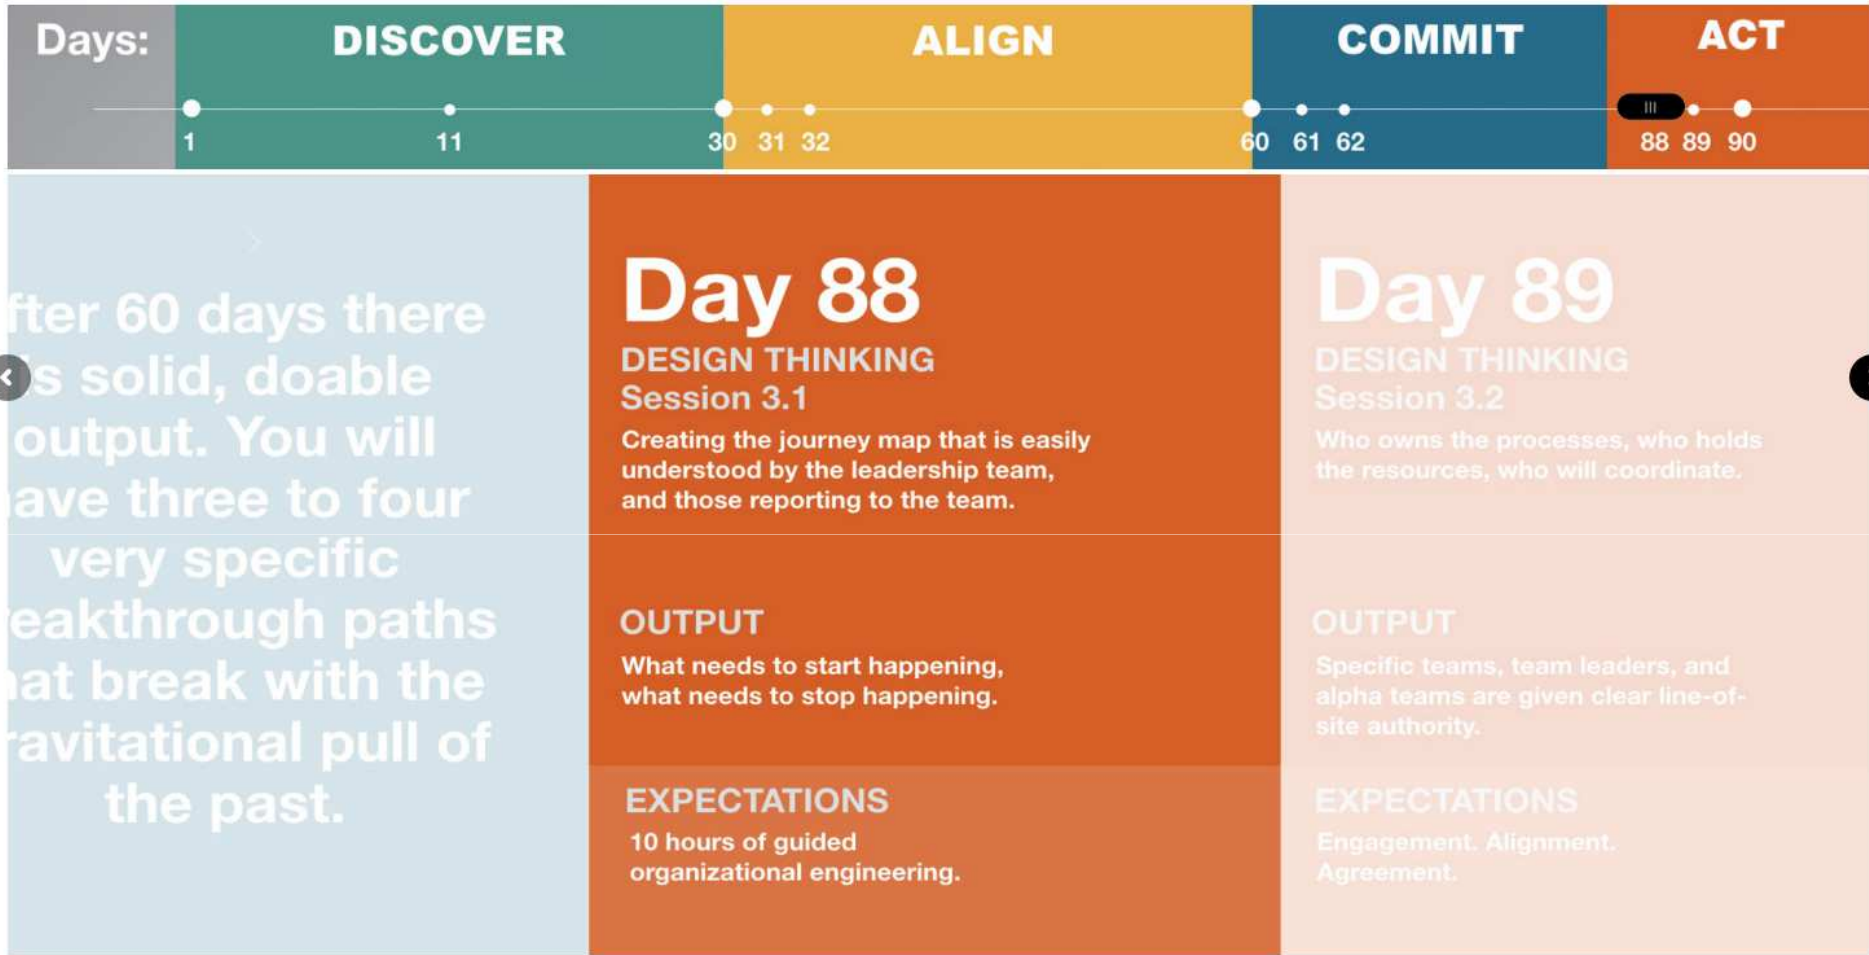 Days:
DISCOVER
ALIGN
COMMIT
ACT
1 11 30 31 32 60 61 62 88 89 90
fter 60 days there
s solid, doable
output. You will
ave three to four
very specific
reakthrough paths
hat break with the
ravitational pull of
the past.
Day 88
DESIGN THINKING
Session 3.1
Creating the journey map that is easily
understood by the leadership team,
and those reporting to the team.
OUTPUT
What needs to start happening,
what needs to stop happening.
EXPECTATIONS
10 hours of guided
organizational engineering.
Day 89
DESIGN THINKING
Session 3.2
Who owns the processes, who holds
the resources, who will coordinate.
OUTPUT
Specific teams, team leaders, and
alpha teams are given clear line-of-
site authority.
EXPECTATIONS
Engagement. Alignment.
Agreement.